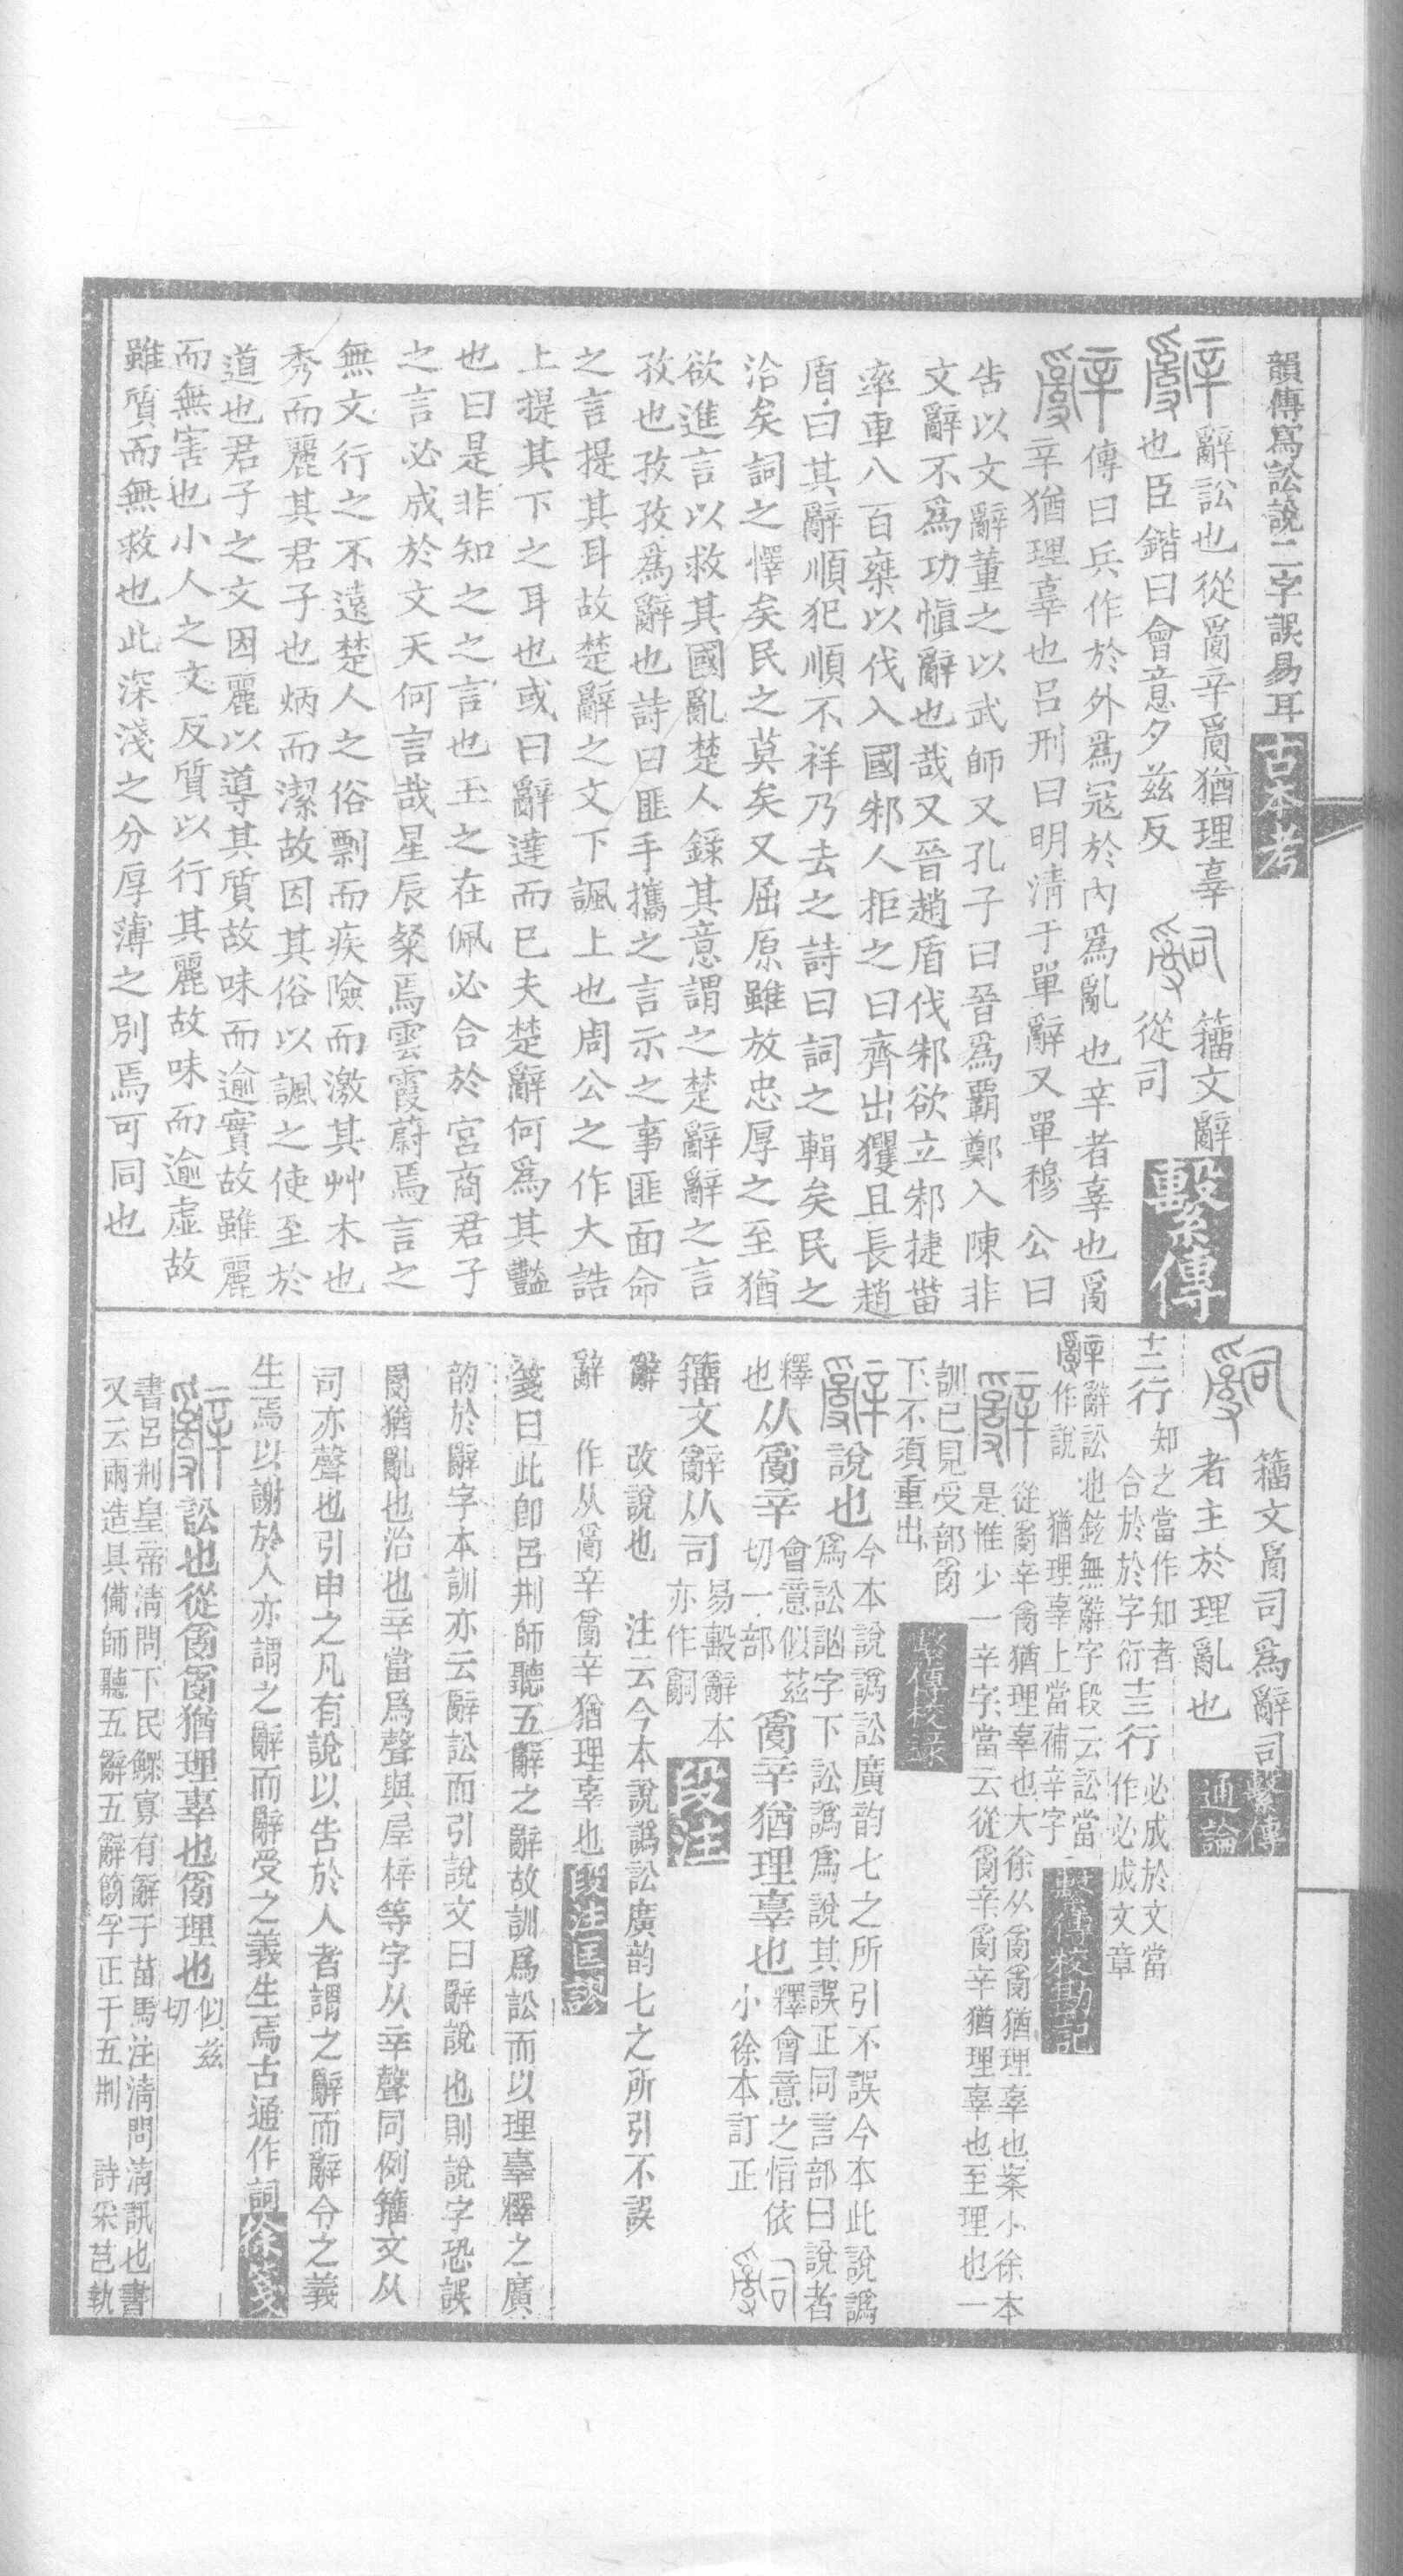 韻傳寫訟說二字誤易耳古本考
辭訟也從𤔔辛𤔔猶理辜
也臣鍇曰會意夕茲反
籀文辭
從司
繫傳
傳曰兵作於外爲寇於內爲亂也辛者辜也𤔔
辛猶理辜也呂刑曰明淸于單辭又單穆公曰
告以文辭董之以武師又孔子曰晉爲霸鄭入陳非
文辭不爲功愼辭也哉又晉趙盾伐邾欲立邾捷菑
率車八百乘以伐入國邾人拒之曰齊出玃且長趙
盾曰其辭順犯順不祥乃去之詩曰詞之輯矣民之
洽矣詞之懌矣民之莫矣又屈原雖放忠厚之至猶
欲進言以救其國亂楚人錄其意謂之楚辭辭之言
孜也孜孜爲辭也詩曰匪手攜之言示之事匪面命
之言提其耳故楚辭之文下諷上也周公之作大誥
上提其下之耳也或曰辭達而已夫楚辭何爲其豔
也曰是非知之之言也玉之在佩必合於宮商君子
之言必成於文天何言哉星辰粲焉雲霞蔚焉言之
無文行之不遠楚人之俗剽而疾險而激其艸木也
秀而麗其君子也炳而潔故因其俗以諷之使至於
道也君子之文因麗以導其質故味而逾實故雖麗
而無害也小人之文反質以行其麗故味而逾虛故
雖質而無救也此深淺之分厚薄之別焉可同也
籀文𤔔司爲辭司
者主於理亂也
繫傳
通論
十二行
知之當作知者
合於於字衍
十三行
必成於文當
作必成文章
辭訟也鉉無辭字段云訟當
作說
猶理辜上當補辛字
繫傳校勘記
從𤔔辛𤔔猶理辜也大徐从𤔔𤔔猶理辜也案小徐本
是惟少一辛字當云從𤔔辛𤔔辛猶理辜也至理也一
訓已見受部𤔔
下不須重出
繫傳校錄
說也
今本說譌訟廣韵七之所引不誤今本此說譌
爲訟訩字下訟譌爲說其誤正同言部曰說者
釋
也
从𤔔辛
會意似茲
切一部
𤔔辛猶理辜也
釋會意之恉依
小徐本訂正
籀文辭从司
易毄辭本
亦作嗣
段注
辭
改說也
注云今本說譌訟廣韵七之所引不誤
辭
作从𤔔辛𤔔辛猶理辜也
段注匡謬
箋曰此卽呂刑師聽五辭之辭故訓爲訟而以理辜釋之廣
韵於辭字本訓亦云辭訟而引說文曰辭說也則說字恐誤
𤔔猶亂也治也辛當爲聲與梓等字从辛聲同例籀文从
司亦聲也引申之凡有說以告於人者謂之辭而辭令之義
生焉以謝於人亦謂之辭而辭受之義生焉古通作詞
徐箋
訟也從𤔔𤔔猶理辜也𤔔理也
似茲
切
書呂刑皇帝淸問下民鰥寡有辭于苗馬注淸問淸訊也書
又云兩造具備師聽五辭五辭簡孚正于五刑
詩采芑執